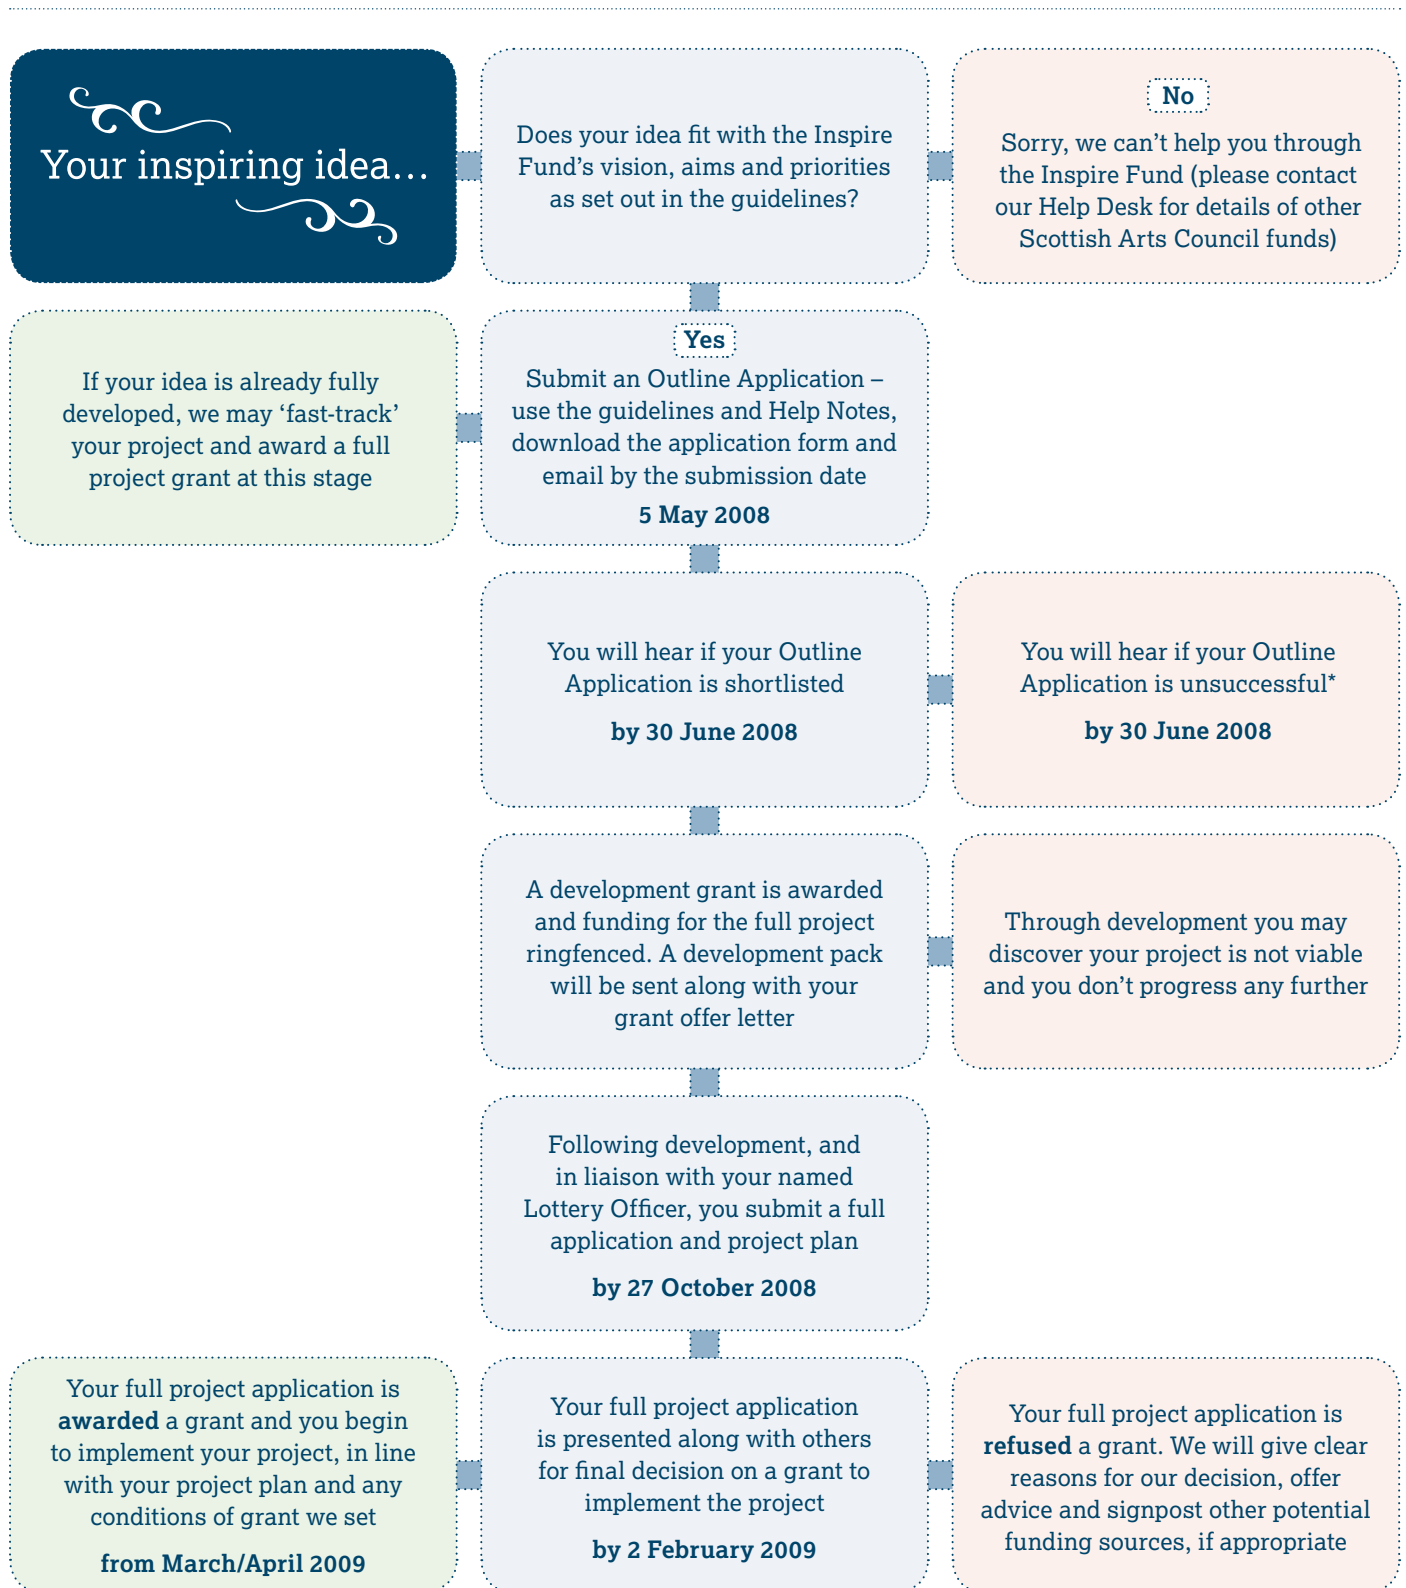 Your inspiring idea...
Does your idea fit with the Inspire
Fund's vision, aims and priorities
as set out in the guidelines?
No
Sorry, we can't help you through
the Inspire Fund (please contact
our Help Desk for details of other
Scottish Arts Council funds)
If your idea is already fully
developed, we may ‘fast-track’
your project and award a full
project grant at this stage
Yes
Submit an Outline Application –
use the guidelines and Help Notes,
download the application form and
email by the submission date
5 May 2008
You will hear if your Outline
Application is shortlisted
by 30 June 2008
You will hear if your Outline
Application is unsuccessful*
by 30 June 2008
A development grant is awarded
and funding for the full project
ringfenced. A development pack
will be sent along with your
grant offer letter
Through development you may
discover your project is not viable
and you don't progress any further
Following development, and
in liaison with your named
Lottery Officer, you submit a full
application and project plan
by 27 October 2008
Your full project application is
awarded a grant and you begin
to implement your project, in line
with your project plan and any
conditions of grant we set
from March/April 2009
Your full project application
is presented along with others
for final decision on a grant to
implement the project
by 2 February 2009
Your full project application is
refused a grant. We will give clear
reasons for our decision, offer
advice and signpost other potential
funding sources, if appropriate